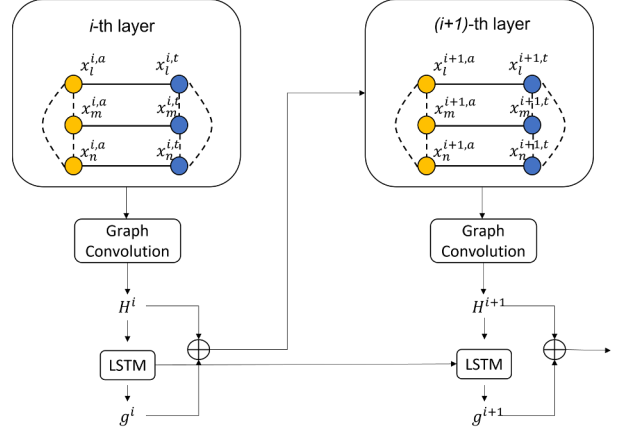 i-th layer
(i+1)-th layer
x_l^{i,a} x_l^{i,t}
x_m^{i,a} x_m^{i,t}
x_n^{i,a} x_n^{i,t}
x_l^{i+1,a} x_l^{i+1,t}
x_m^{i+1,a} x_m^{i+1,t}
x_n^{i+1,a} x_n^{i+1,t}
Graph
Convolution
Graph
Convolution
H^i
H^{i+1}
LSTM
LSTM
g^i
g^{i+1}